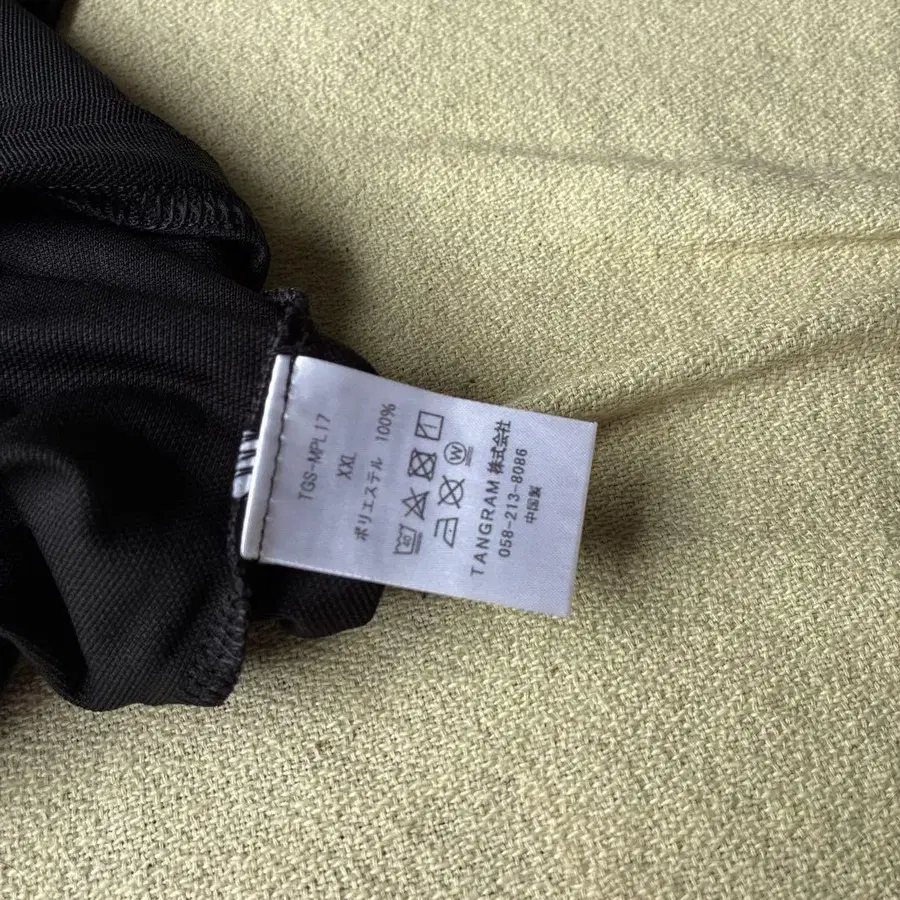 TGS-MPL17
XXL
ポリエステル 100%
40
W
TANGRAM 株式会社
058-213-8086
中国製